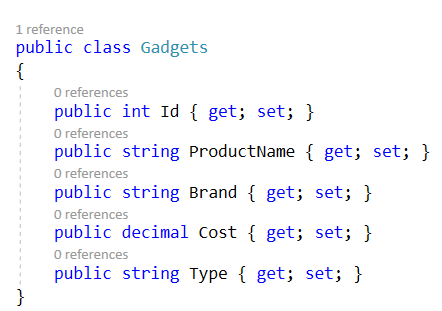 1 reference
public class Gadgets
{
0 references
public int Id { get; set; }
0 references
public string ProductName { get; set; }
0 references
public string Brand { get; set; }
0 references
public decimal Cost { get; set; }
0 references
public string Type { get; set; }
}